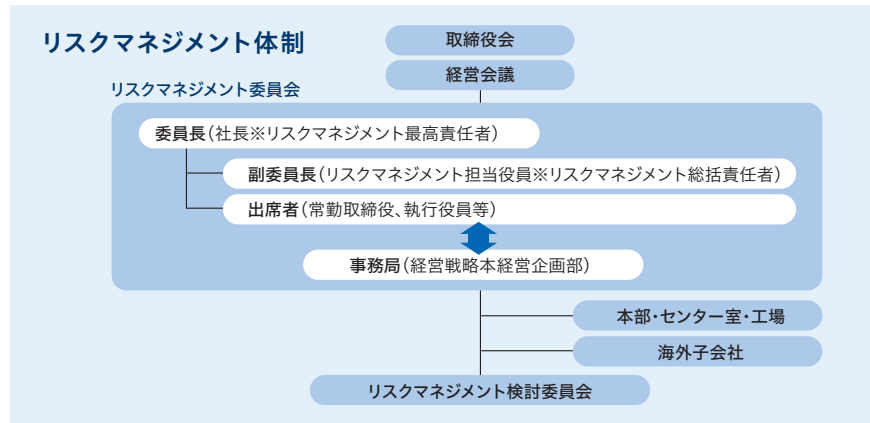 リスクマネジメント体制
取締役会
経営会議
リスクマネジメント委員会
委員長(社長※リスクマネジメント最高責任者)
副委員長(リスクマネジメント担当役員※リスクマネジメント総括責任者)
出席者(常勤取締役、執行役員等)
事務局(経営戦略本経営企画部)
本部・センター室・工場
海外子会社
リスクマネジメント検討委員会